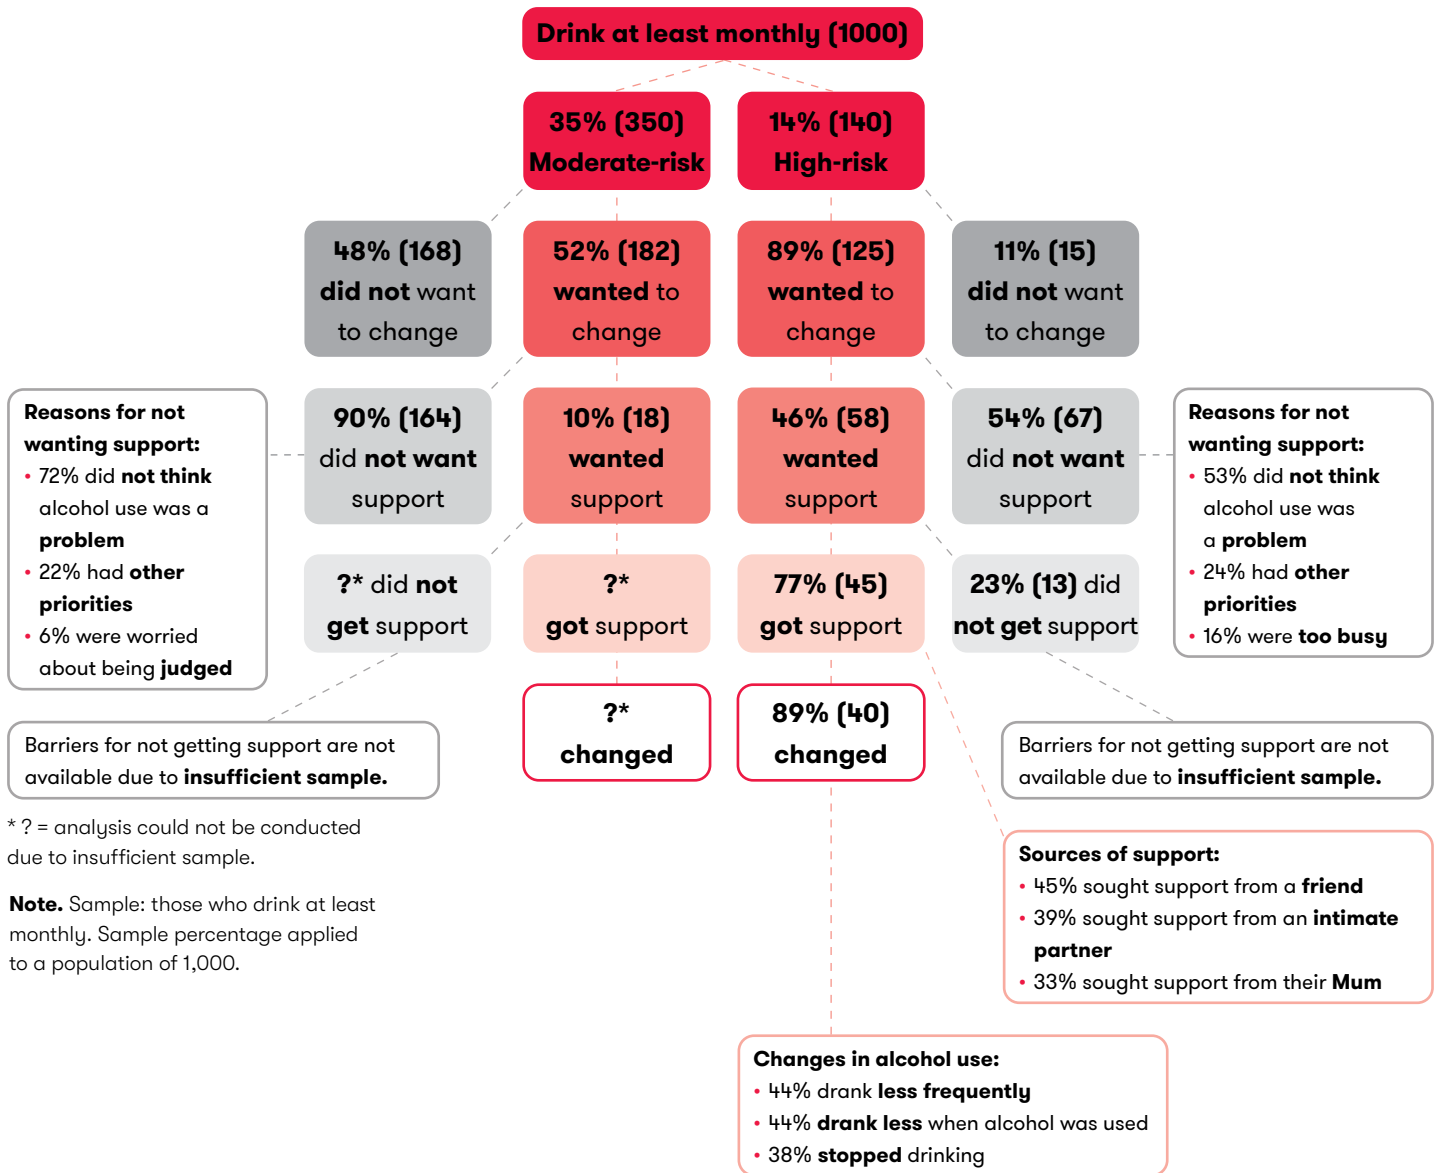 Drink at least monthly (1000)
35% (350)
Moderate-risk
14% (140)
High-risk
48% (168)
did not want
to change
52% (182)
wanted to
change
89% (125)
wanted to
change
11% (15)
did not want
to change
Reasons for not
wanting support:
• 72% did not think
alcohol use was a
problem
• 22% had other
priorities
• 6% were worried
about being judged
90% (164)
did not want
support
10% (18)
wanted
support
46% (58)
wanted
support
54% (67)
did not want
support
Reasons for not
wanting support:
• 53% did not think
alcohol use was
a problem
• 24% had other
priorities
• 16% were too busy
?* did not
get support
?*
got support
77% (45)
got support
23% (13) did
not get support
?*
changed
89% (40)
changed
Barriers for not getting support are not
available due to insufficient sample.
Barriers for not getting support are not
available due to insufficient sample.
* ? = analysis could not be conducted
due to insufficient sample.
Note. Sample: those who drink at least
monthly. Sample percentage applied
to a population of 1,000.
Sources of support:
• 45% sought support from a friend
• 39% sought support from an intimate
partner
• 33% sought support from their Mum
Changes in alcohol use:
• 44% drank less frequently
• 44% drank less when alcohol was used
• 38% stopped drinking